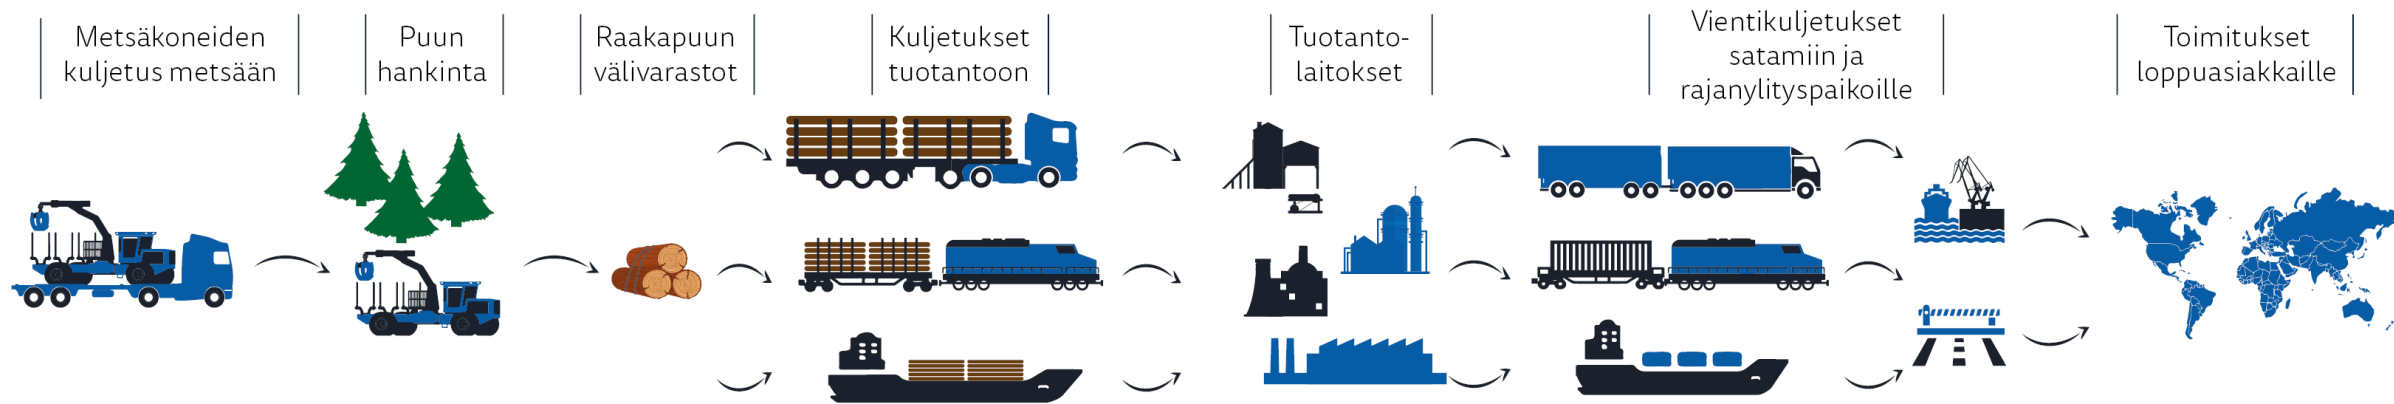 Metsäkoneiden
kuljetus metsään
Puun
hankinta
Raakapuun
välivarastot
Kuljetukset
tuotantoon
Tuotanto-
laitokset
Vientikuljetukset
satamiin ja
rajanylityspaikoille
Toimitukset
loppuasiakkaille